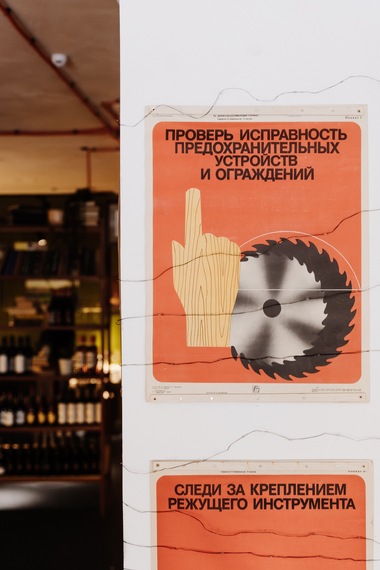 ПРОВЕРЬ ИСПРАВНОСТЬ
ПРЕДОХРАНИТЕЛЬНЫХ
УСТРОЙСТВ
И ОГРАЖДЕНИЙ
СЛЕДИ ЗА КРЕПЛЕНИЕМ
РЕЖУЩЕГО ИНСТРУМЕНТА